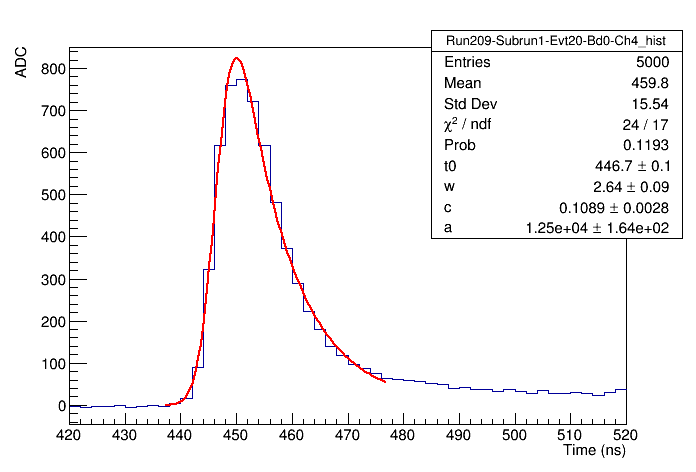 Run209-Subrun1-Evt20-Bd0-Ch4_hist
Entries 5000
Mean 459.8
Std Dev 15.54
χ² / ndf 24 / 17
Prob 0.1193
t0 446.7 ± 0.1
w 2.64 ± 0.09
c 0.1089 ± 0.0028
a 1.25e+04 ± 1.64e+02
ADC
800
700
600
500
400
300
200
100
0
420 430 440 450 460 470 480 490 500 510 520
Time (ns)